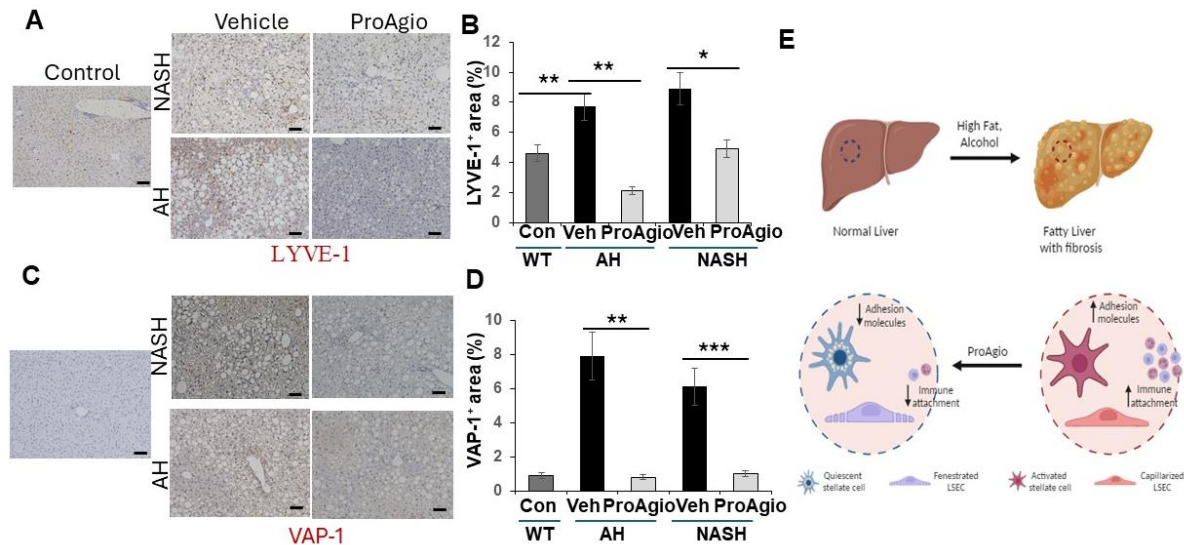 A
Vehicle
ProAgio
Control
NASH
AH
LYVE-1
B
LYVE-1+ area (%)
12
10
8
6
4
2
0
**
**
*
Con
Veh ProAgio
Veh ProAgio
WT
AH
NASH
C
NASH
AH
VAP-1
D
VAP-1+ area (%)
10
8
6
4
2
0
**
***
Con
Veh ProAgio
Veh ProAgio
WT
AH
NASH
E
High Fat,
Alcohol
Normal Liver
Fatty Liver
with fibrosis
Adhesion
molecules
Immune
attachment
ProAgio
Adhesion
molecules
Immune
attachment
Quiescent
stellate cell
Fenestrated
LSEC
Activated
stellate cell
Capillarized
LSEC